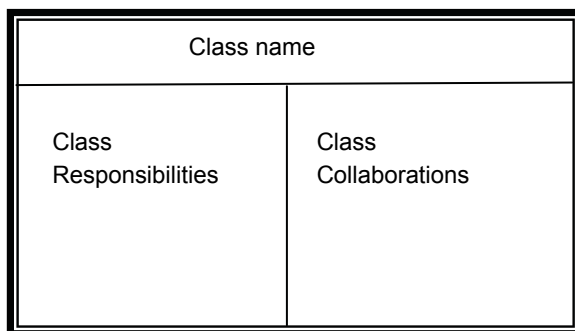 Class name
Class
Responsibilities
Class
Collaborations